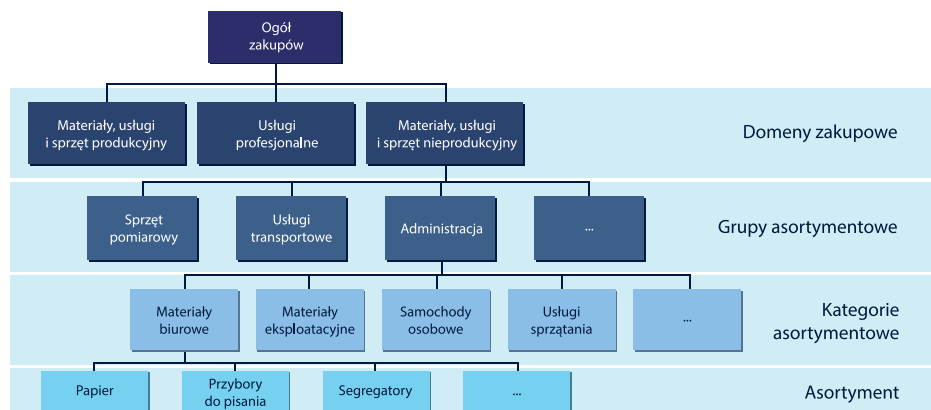 Ogół
zakupów
Materiały, usługi
i sprzęt produkcyjny
Usługi
profesjonalne
Materiały, usługi
i sprzęt nieprodukcyjny
Domeny zakupowe
Sprzęt
pomiarowy
Usługi
transportowe
Administracja
...
Grupy asortymentowe
Materiały
biurowe
Materiały
eksploatacyjne
Samochody
osobowe
Usługi
sprzątania
...
Kategorie
asortymentowe
Papier
Przybory
do pisania
Segregatory
...
Asortyment